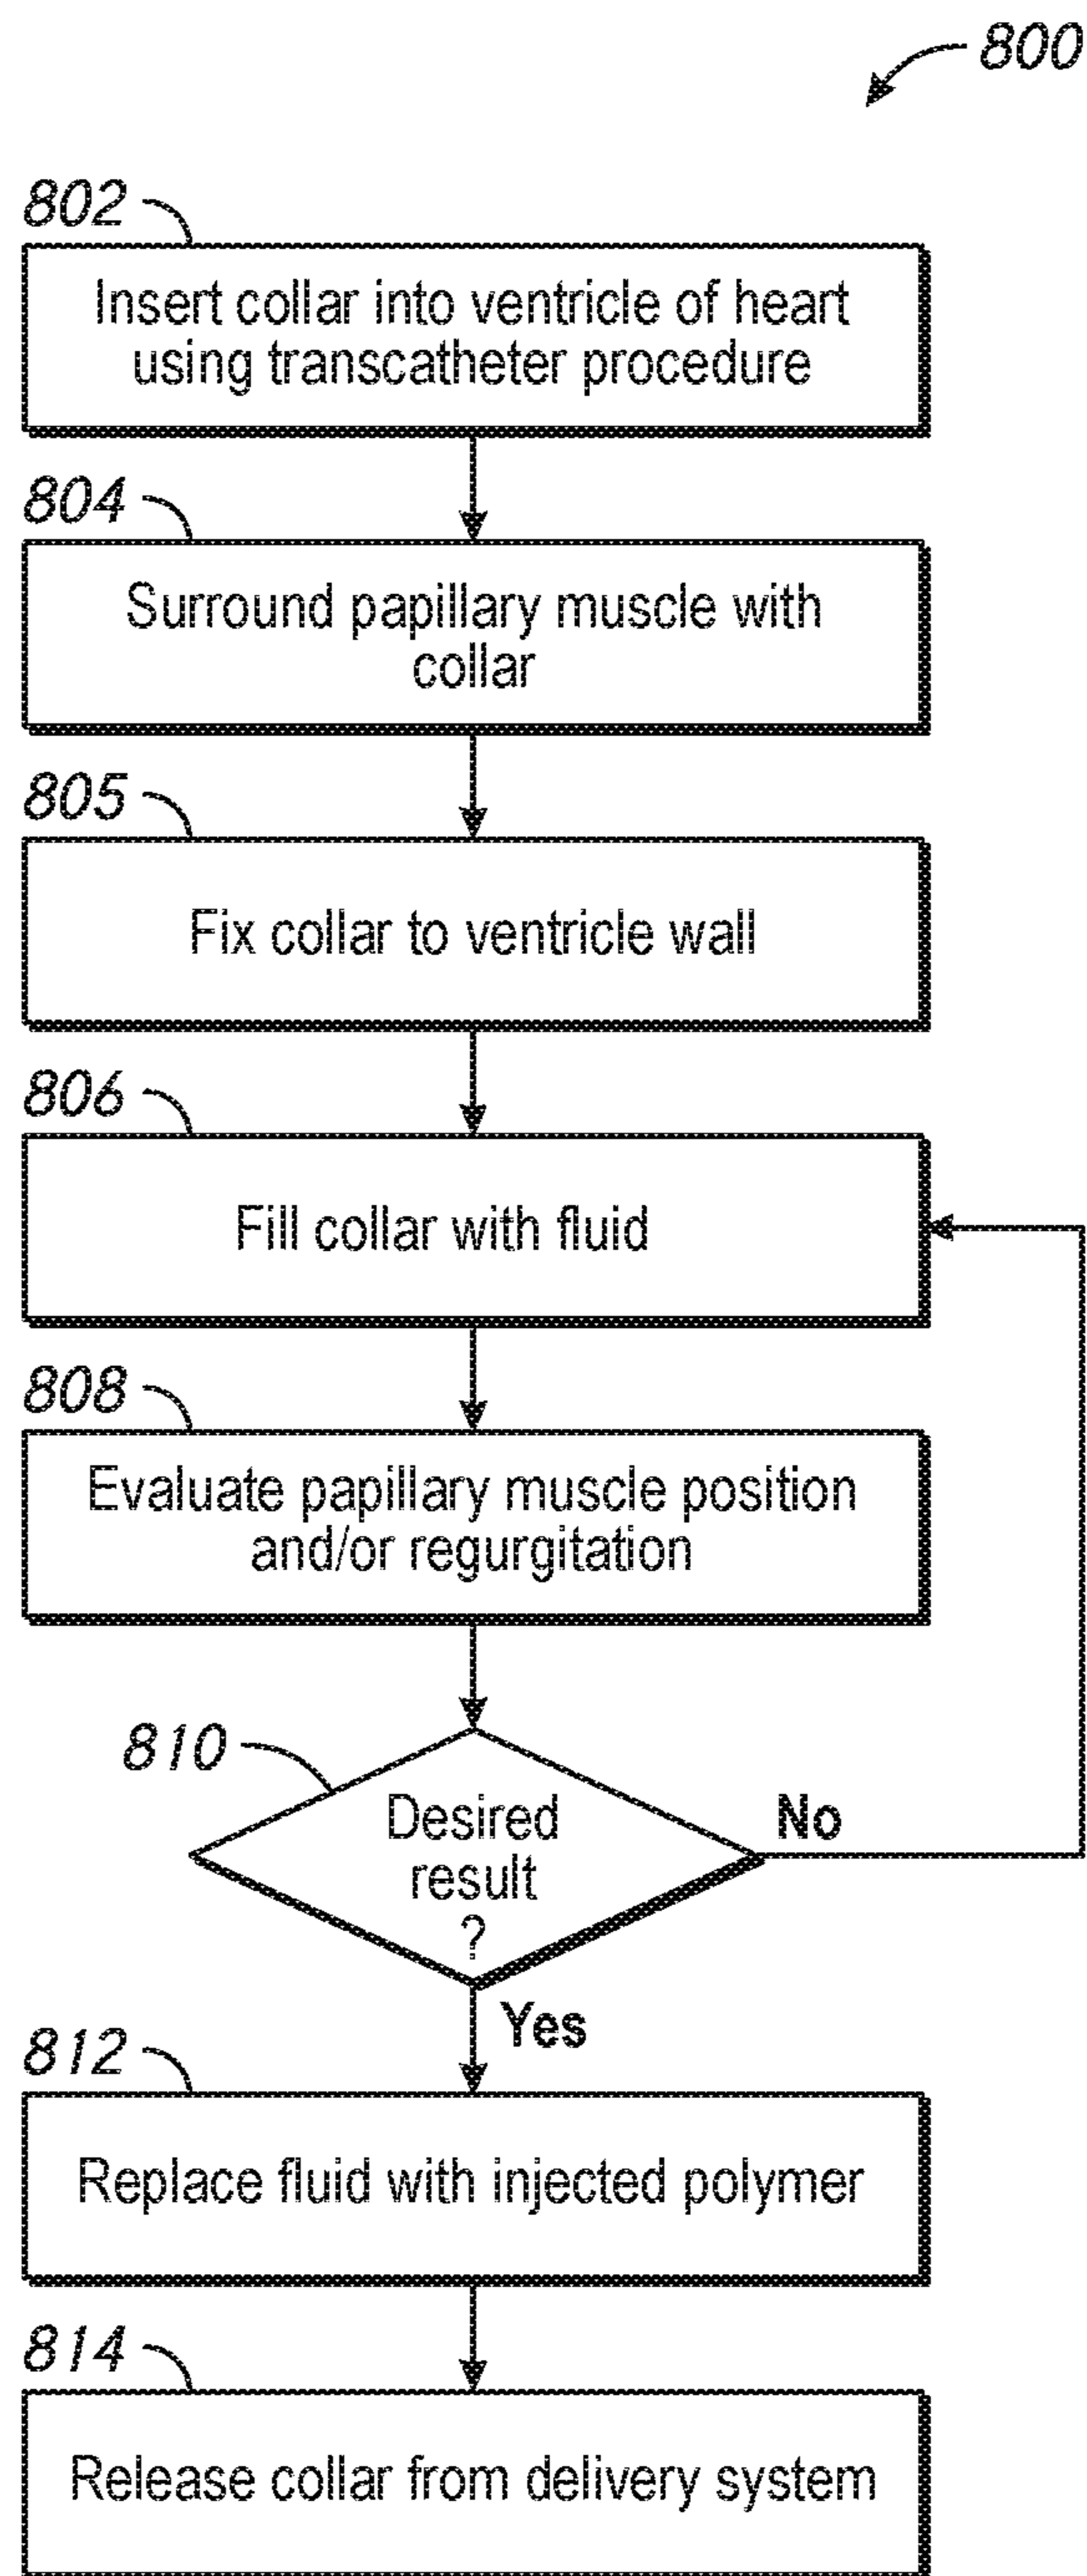 800
802
Insert collar into ventricle of heart
using transcatheter procedure
804
Surround papillary muscle with
collar
805
Fix collar to ventricle wall
806
Fill collar with fluid
808
Evaluate papillary muscle position
and/or regurgitation
810
Desired
result
?
No
Yes
812
Replace fluid with injected polymer
814
Release collar from delivery system